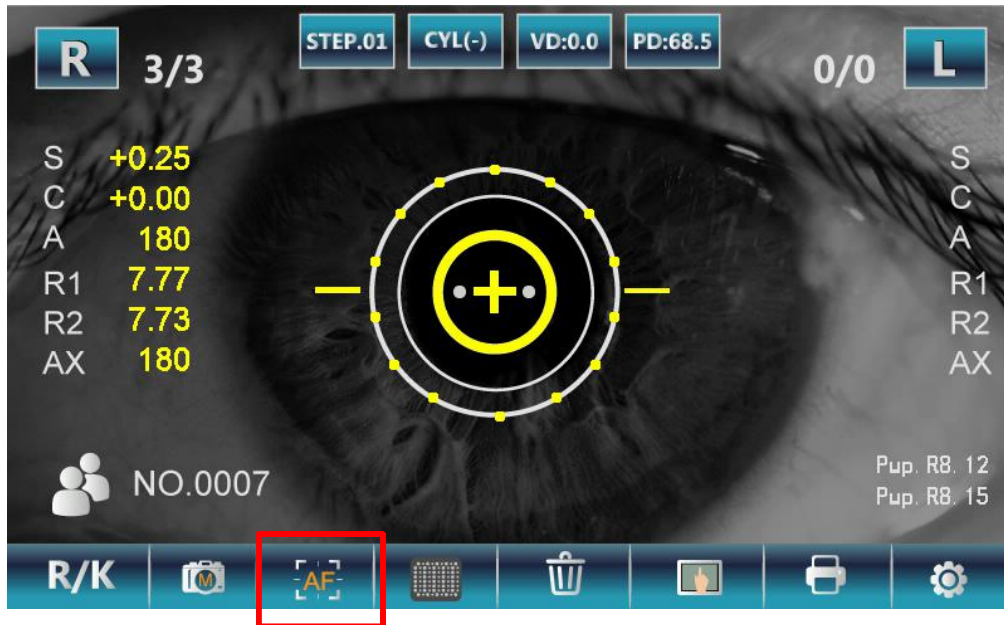 R 3/3 STEP.01 CYL(-) VD:0.0 PD:68.5 0/0 L
S +0.25 S
C +0.00 C
A 180 A
R1 7.77 R1
R2 7.73 R2
AX 180 AX
NO.0007
Pup. R8. 12
Pup. R8. 15
R/K M AF